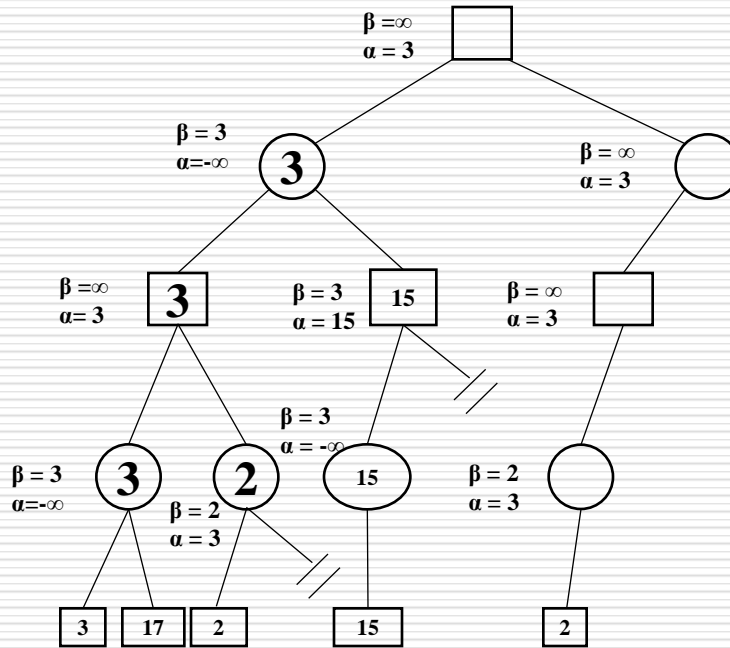 β =∞
α = 3
β = 3
α=-∞
3
β = ∞
α = 3
β =∞
α= 3
3
β = 3
α = 15
15
β = ∞
α = 3
β = 3
α = -∞
β = 3
α=-∞
3
2
β = 2
α = 3
15
β = 2
α = 3
3
17
2
15
2